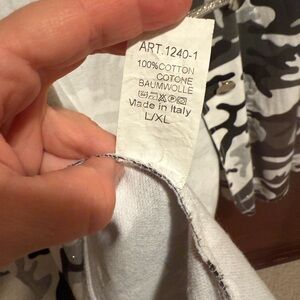 ART.1240-1
100%COTTON
COTONE
BAUMWOLLE
Made in Italy
L/XL